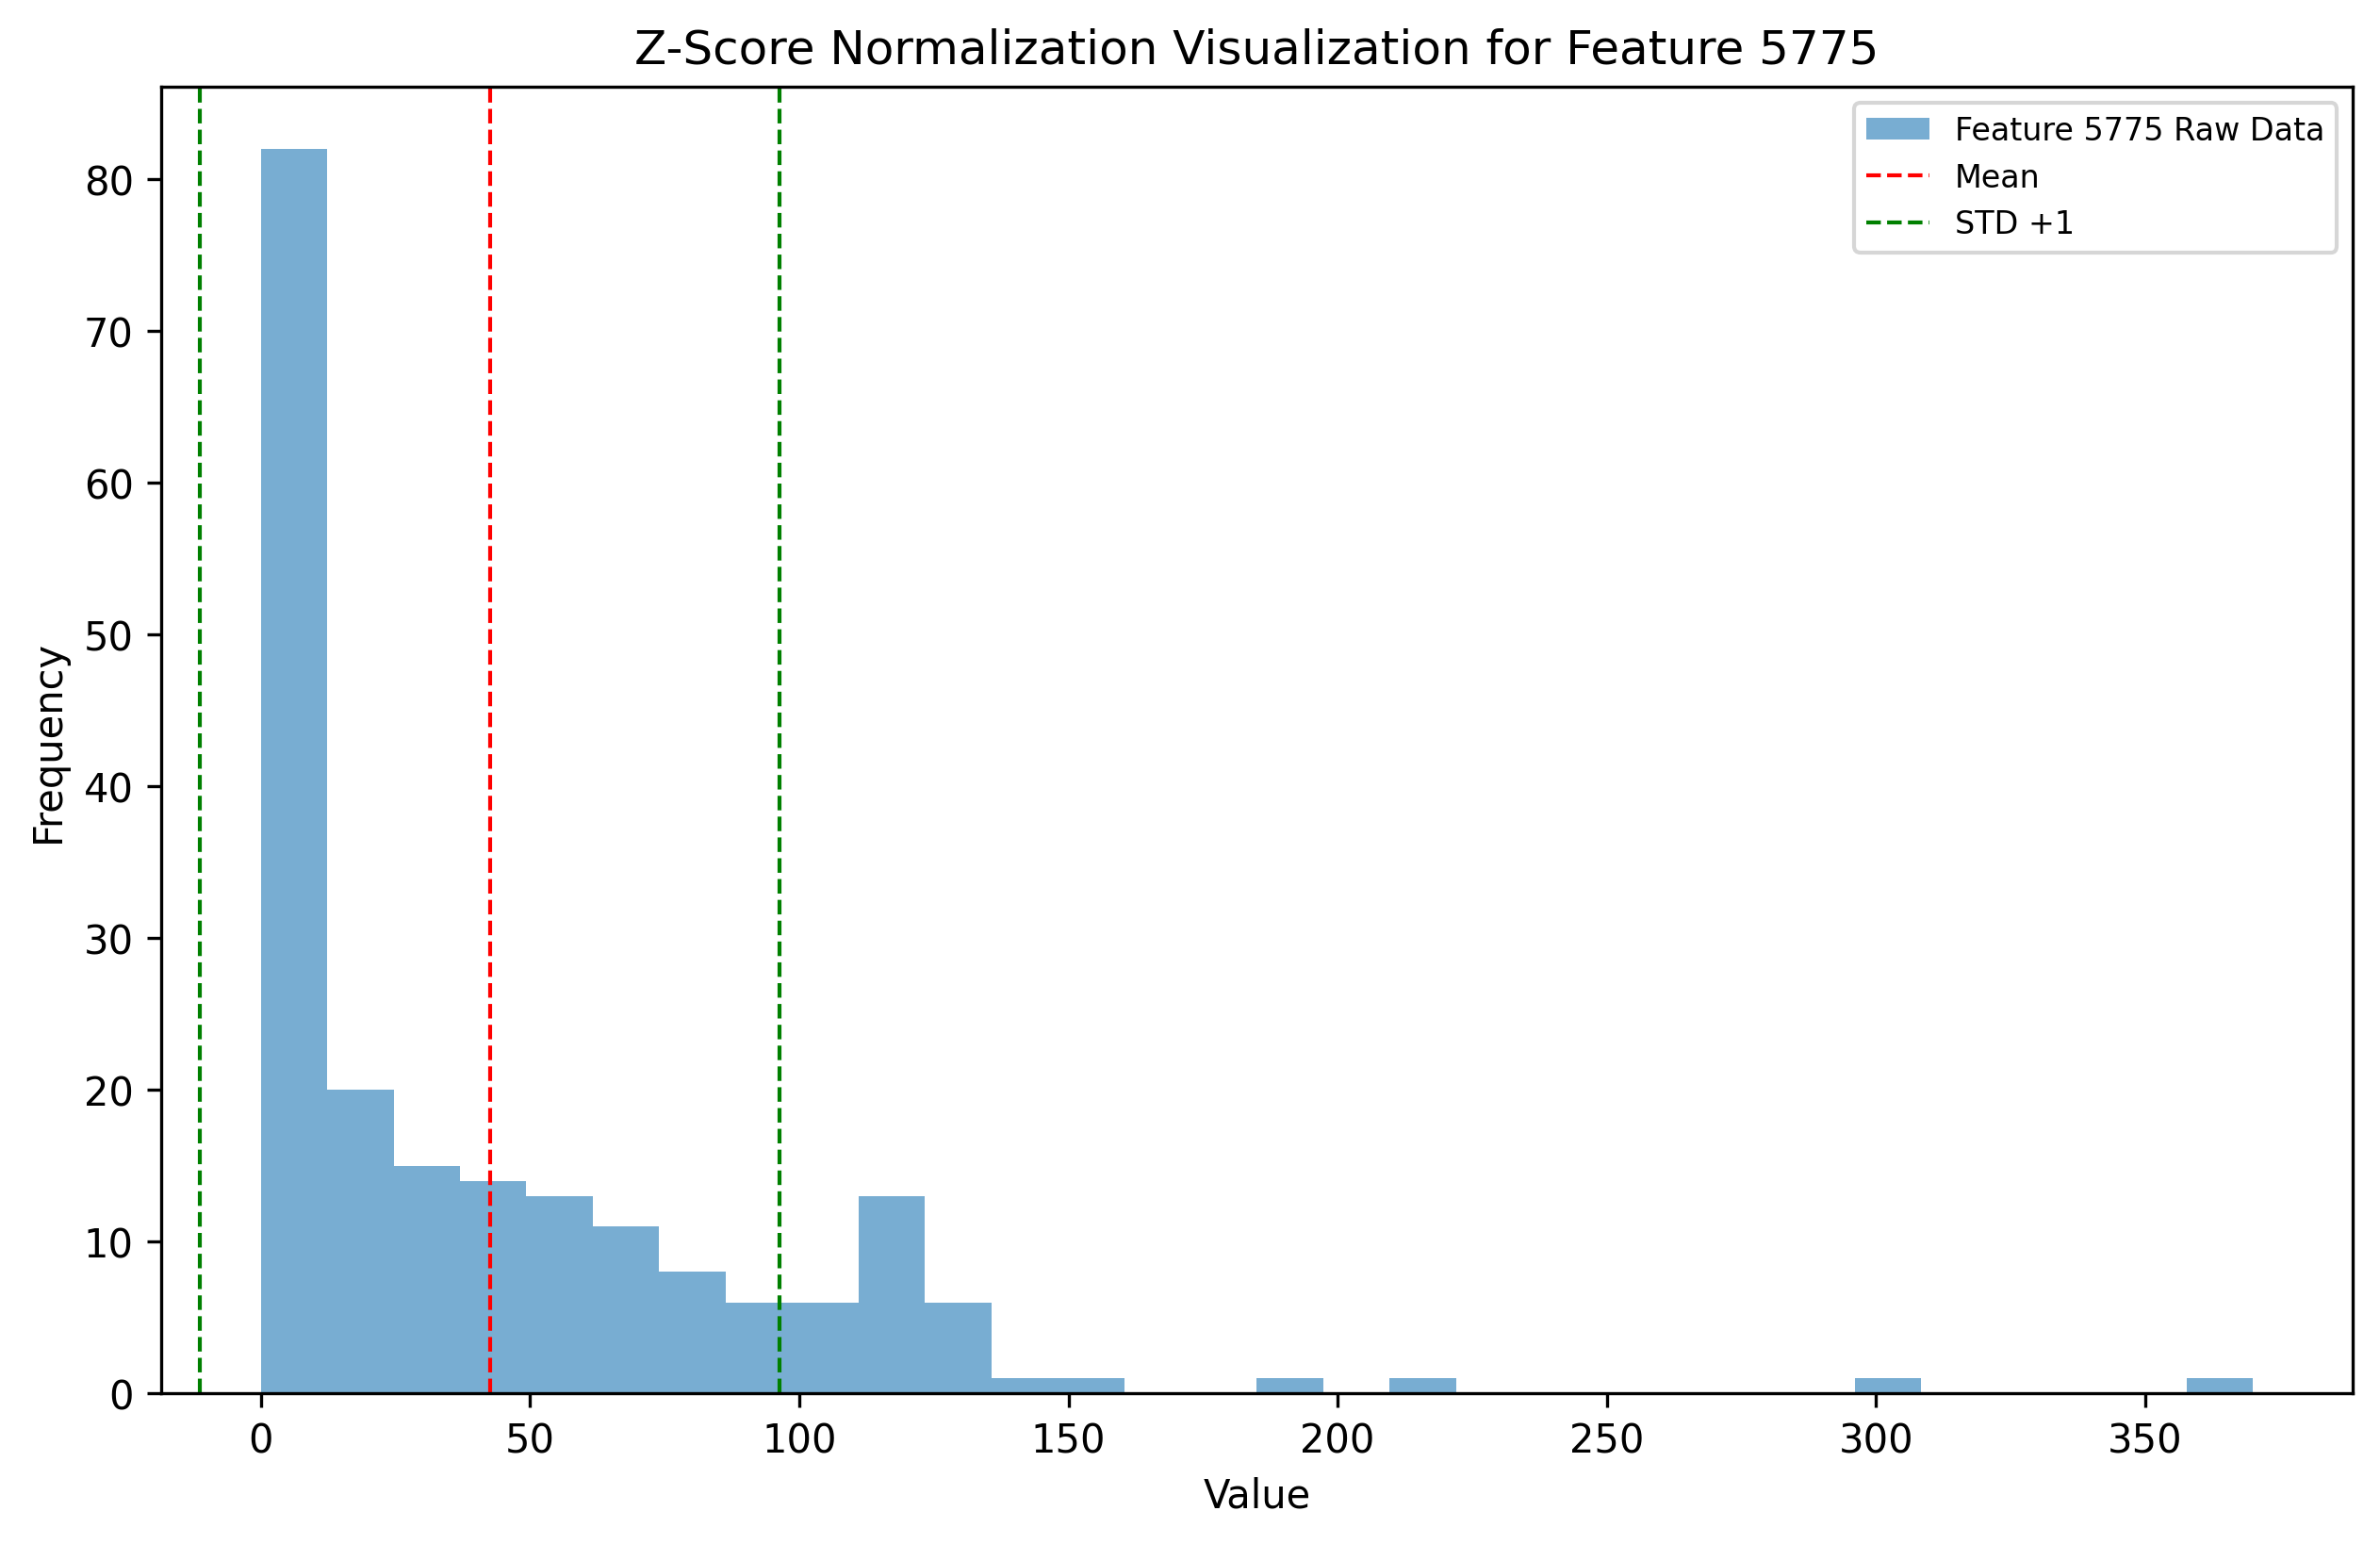 Z-Score Normalization Visualization for Feature 5775
Feature 5775 Raw Data
Mean
STD +1
Frequency
80
70
60
50
40
30
20
10
0
0 50 100 150 200 250 300 350
Value